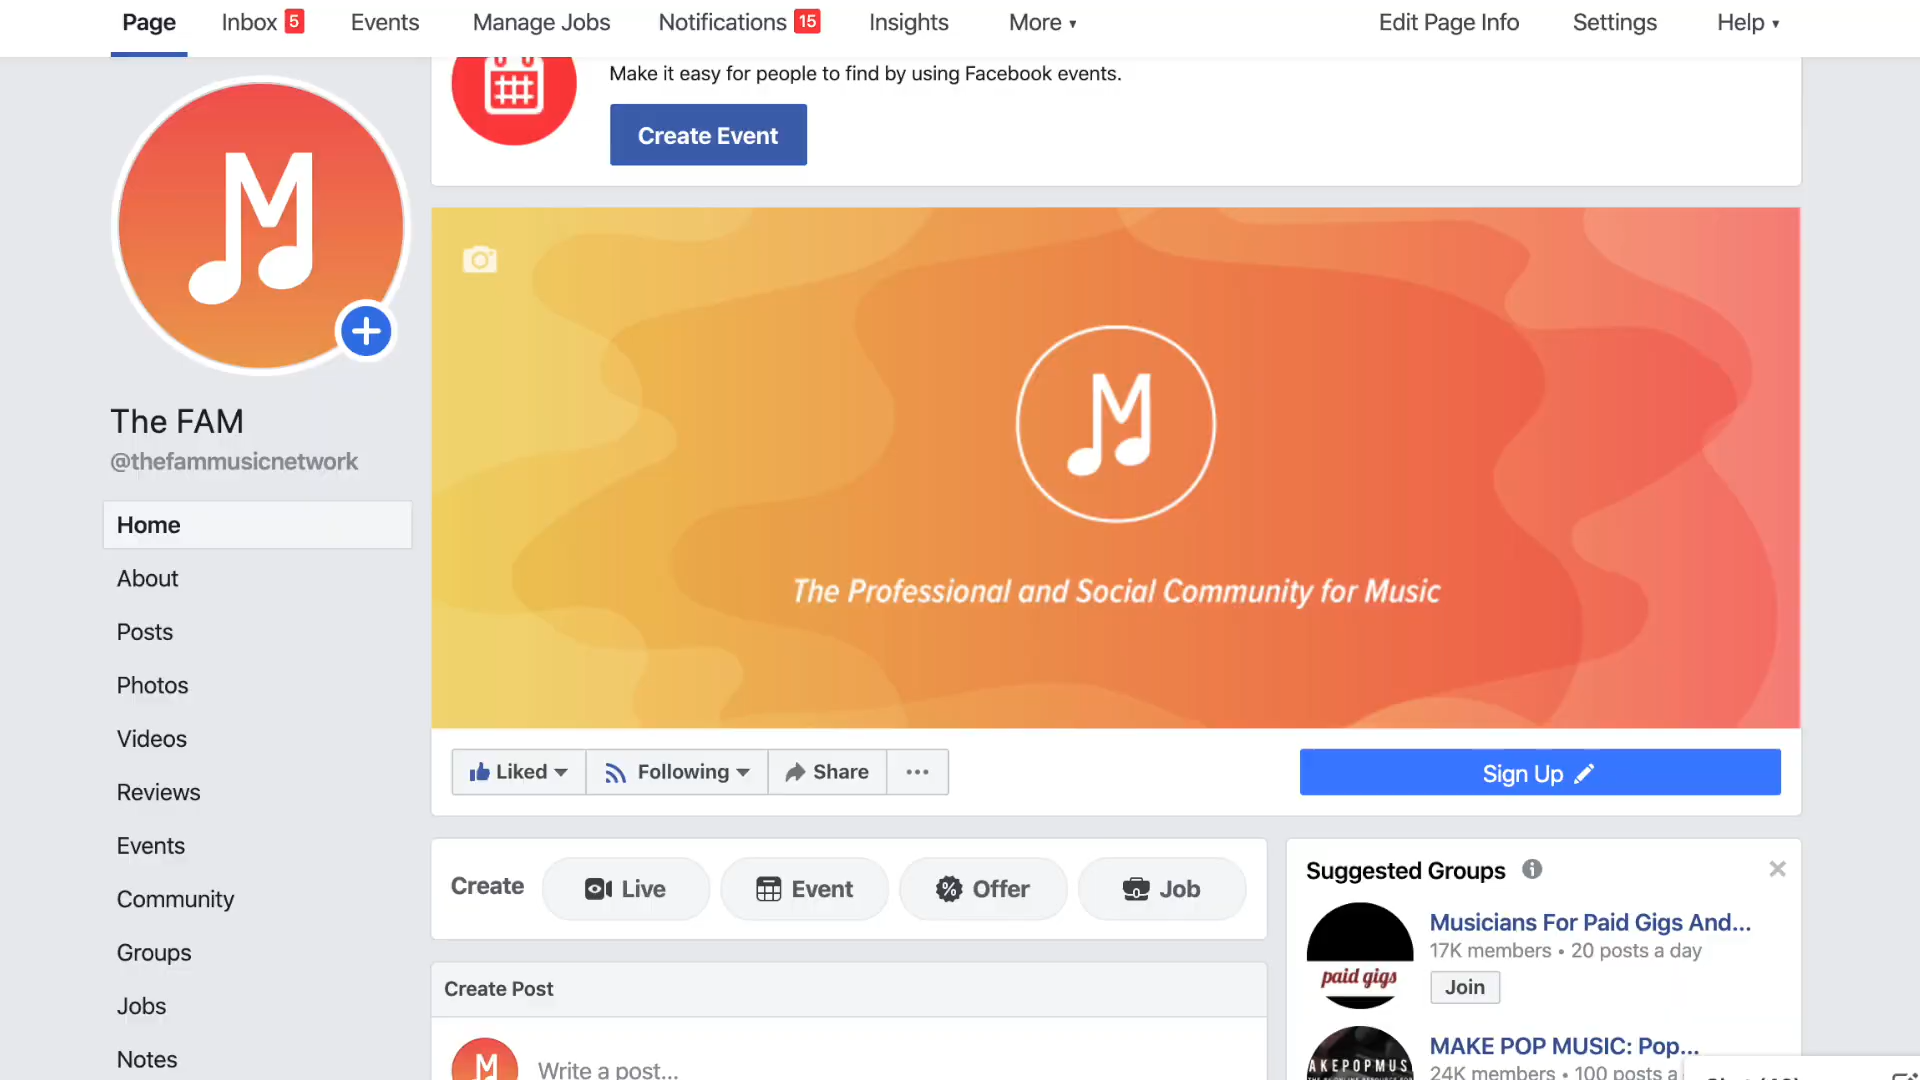 Page
Inbox 5
Events
Manage Jobs
Notifications 15
Insights
More
Edit Page Info
Settings
Help
Make it easy for people to find by using Facebook events.
Create Event
M
The FAM
@thefammusicnetwork
Home
About
Posts
Photos
Videos
Reviews
Events
Community
Groups
Jobs
Notes
M
The Professional and Social Community for Music
Liked
Following
Share
Sign Up
Create
Live
Event
Offer
Job
Create Post
M
Write a post...
Suggested Groups
paid gigs
Musicians For Paid Gigs And...
17K members • 20 posts a day
Join
AKEPOPMUS
MAKE POP MUSIC: Pop...
24K members • 100 posts a